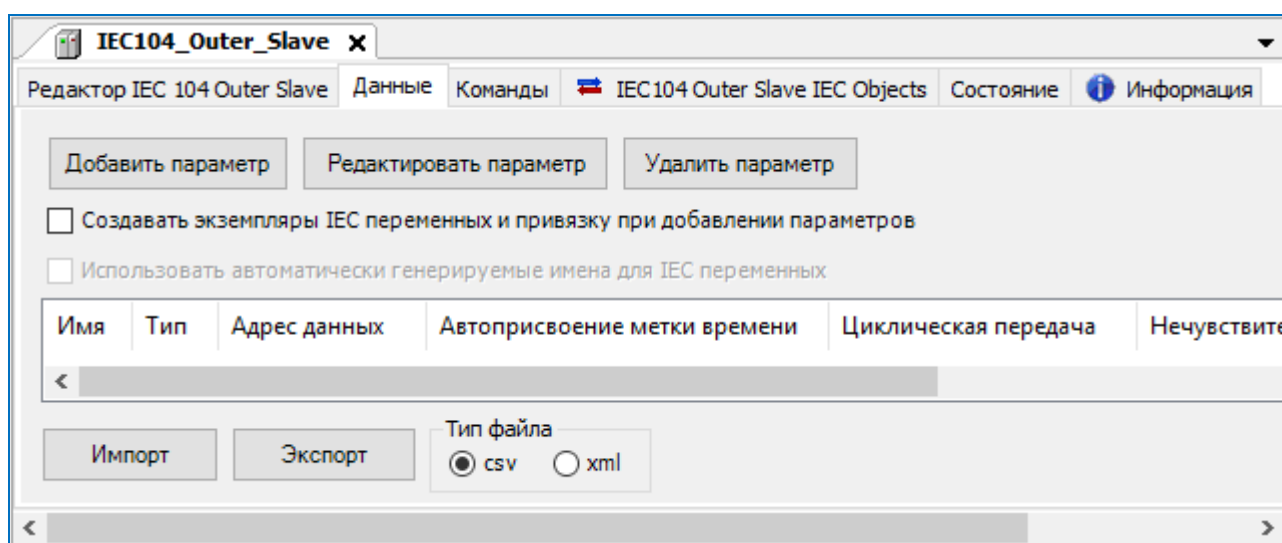 IEC104_Outer_Slave
Редактор IEC 104 Outer Slave Данные Команды IEC104 Outer Slave IEC Objects Состояние Информация
Добавить параметр Редактировать параметр Удалить параметр
Создавать экземпляры IEC переменных и привязку при добавлении параметров
Использовать автоматически генерируемые имена для IEC переменных
Имя Тип Адрес данных Автоприсвоение метки времени Циклическая передача Нечувствите
Тип файла
Импорт Экспорт csv xml